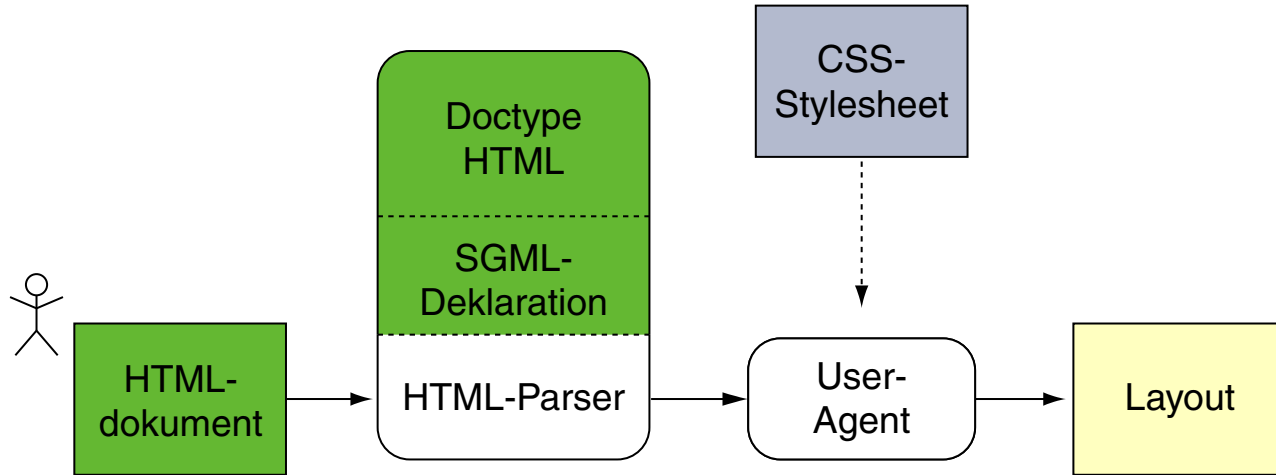 CSS-
Stylesheet
Doctype
HTML
SGML-
Deklaration
HTML-
dokument
HTML-Parser
User-
Agent
Layout